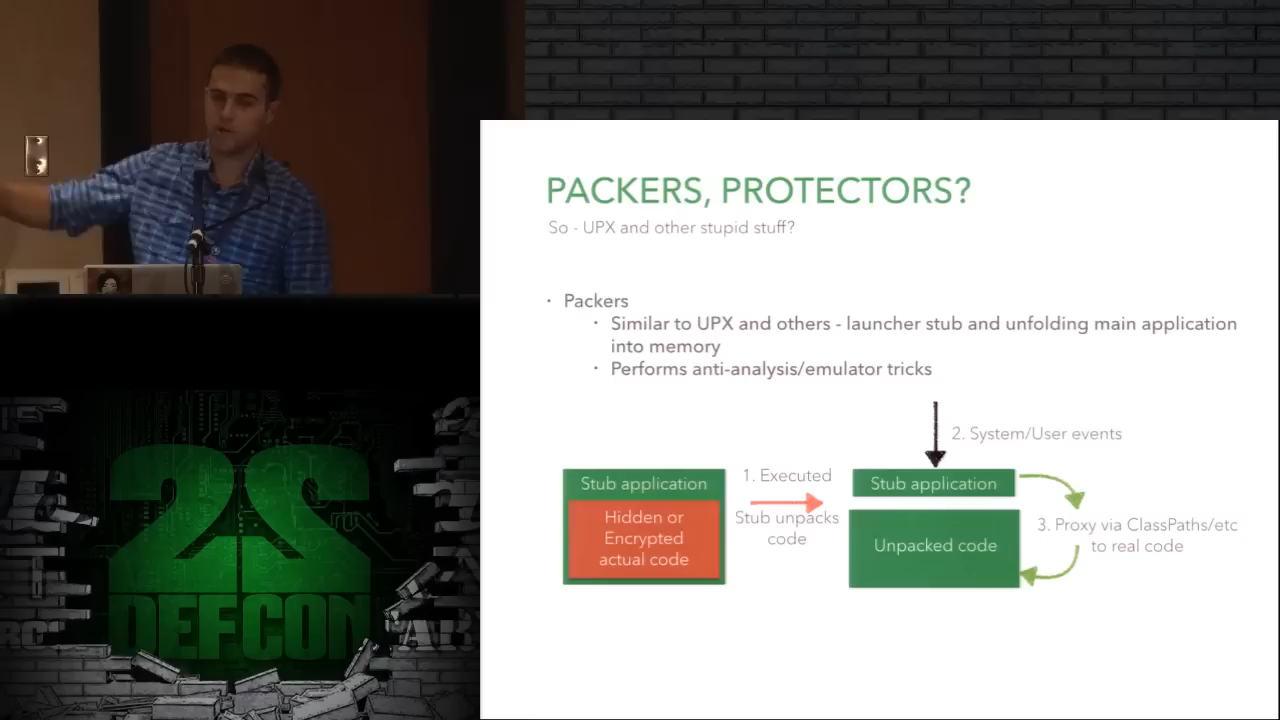 PACKERS, PROTECTORS?
So - UPX and other stupid stuff?
· Packers
· Similar to UPX and others - launcher stub and unfolding main application
into memory
· Performs anti-analysis/emulator tricks
2. System/User events
Stub application
Hidden or
Encrypted
actual code
1. Executed
Stub unpacks
code
Stub application
Unpacked code
3. Proxy via ClassPaths/etc
to real code
22
DEFCON